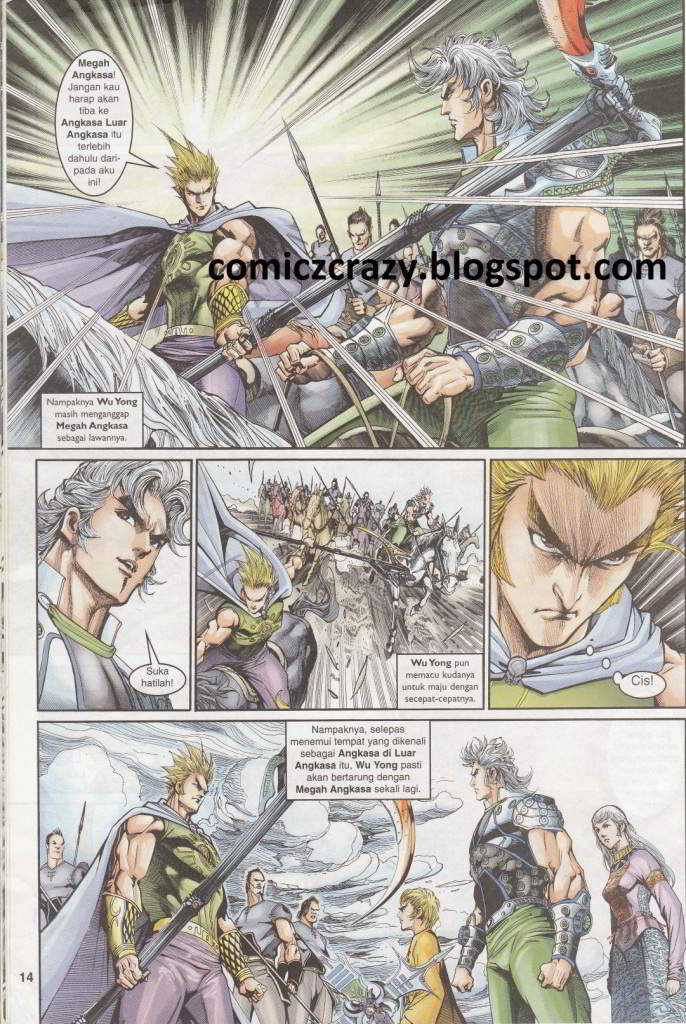 Megah
Angkasa!
Jangan kau
harap akan
tiba ke
Angkasa Luar
Angkasa itu
terlebih
dahulu dari-
pada aku
ini!
comiczcrazy.blogspot.com
Nampaknya Wu Yong
masih menganggap
Megah Angkasa
sebagai lawannya.
Suka
hatilah!
Wu Yong pun
memacu kudanya
untuk maju dengan
secepat-cepatnya.
Cis!
Nampaknya, selepas
menemui tempat yang dikenali
sebagai Angkasa di Luar
Angkasa itu, Wu Yong pasti
akan bertarung dengan
Megah Angkasa sekali lagi.
14